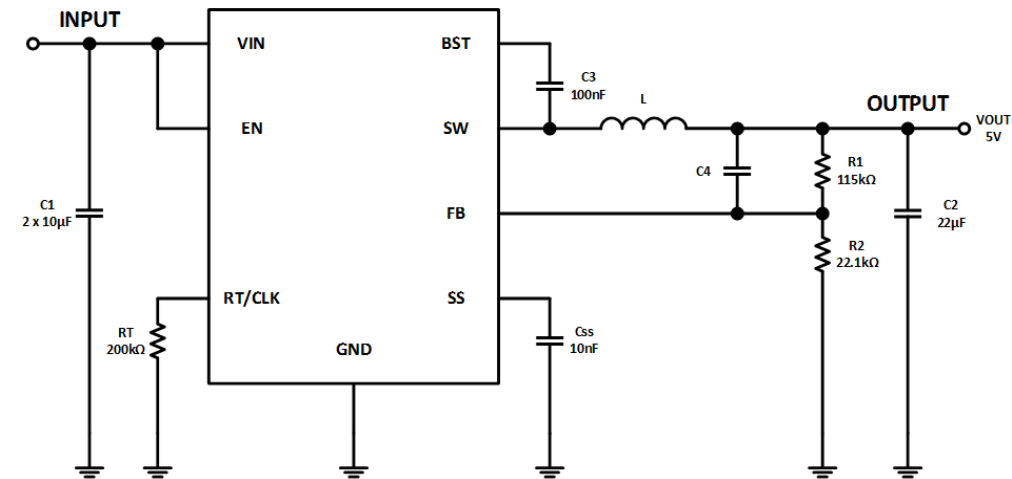 INPUT
VIN
BST
C3
100nF
L
OUTPUT
VOUT
5V
EN
SW
C4
R1
115kΩ
C1
2 x 10µF
FB
C2
22µF
R2
22.1kΩ
RT/CLK
SS
RT
200kΩ
GND
Css
10nF